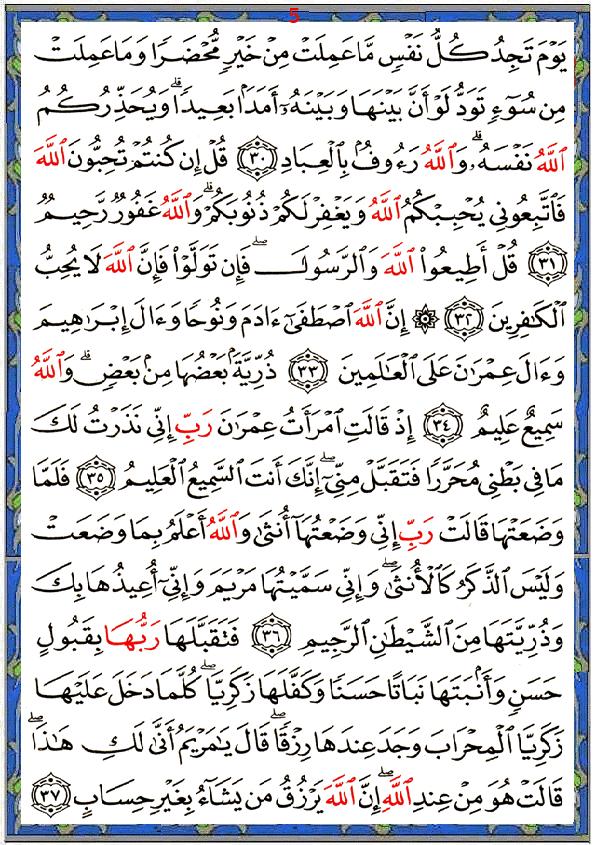 5
يَوْمَ تَجِدُ كُلُّ نَفْسٍ مَّا عَمِلَتْ مِنْ خَيْرٍ مُّحْضَرًا وَمَا عَمِلَتْ
مِن سُوٓءٍ تَوَدُّ لَوْ أَنَّ بَيْنَهَا وَبَيْنَهُۥٓ أَمَدًۢا بَعِيدًا ۗ وَيُحَذِّرُكُمُ
ٱللَّهُ نَفْسَهُۥ ۗ وَٱللَّهُ رَءُوفٌۢ بِٱلْعِبَادِ ٣٠ قُلْ إِن كُنتُمْ تُحِبُّونَ ٱللَّهَ
فَٱتَّبِعُونِى يُحْبِبْكُمُ ٱللَّهُ وَيَغْفِرْ لَكُمْ ذُنُوبَكُمْ ۗ وَٱللَّهُ غَفُورٌ رَّحِيمٌ
٣١ قُلْ أَطِيعُوا۟ ٱللَّهَ وَٱلرَّسُولَ ۖ فَإِن تَوَلَّوْا۟ فَإِنَّ ٱللَّهَ لَا يُحِبُّ
ٱلْكَٰفِرِينَ ٣٢ ۞ إِنَّ ٱللَّهَ ٱصْطَفَىٰٓ ءَادَمَ وَنُوحًا وَءَالَ إِبْرَٰهِيمَ
وَءَالَ عِمْرَٰنَ عَلَى ٱلْعَٰلَمِينَ ٣٣ ذُرِّيَّةًۢ بَعْضُهَا مِنۢ بَعْضٍ ۗ وَٱللَّهُ
سَمِيعٌ عَلِيمٌ ٣٤ إِذْ قَالَتِ ٱمْرَأَتُ عِمْرَٰنَ رَبِّ إِنِّى نَذَرْتُ لَكَ
مَا فِى بَطْنِى مُحَرَّرًا فَتَقَبَّلْ مِنِّىٓ ۖ إِنَّكَ أَنتَ ٱلسَّمِيعُ ٱلْعَلِيمُ ٣٥ فَلَمَّا
وَضَعَتْهَا قَالَتْ رَبِّ إِنِّى وَضَعْتُهَآ أُنثَىٰ وَٱللَّهُ أَعْلَمُ بِمَا وَضَعَتْ
وَلَيْسَ ٱلذَّكَرُ كَٱلْأُنثَىٰ ۖ وَإِنِّى سَمَّيْتُهَا مَرْيَمَ وَإِنِّىٓ أُعِيذُهَا بِكَ
وَذُرِّيَّتَهَا مِنَ ٱلشَّيْطَٰنِ ٱلرَّجِيمِ ٣٦ فَتَقَبَّلَهَا رَبُّهَا بِقَبُولٍ
حَسَنٍ وَأَنۢبَتَهَا نَبَاتًا حَسَنًا وَكَفَّلَهَا زَكَرِيَّا ۖ كُلَّمَا دَخَلَ عَلَيْهَا
زَكَرِيَّا ٱلْمِحْرَابَ وَجَدَ عِندَهَا رِزْقًا ۖ قَالَ يَٰمَرْيَمُ أَنَّىٰ لَكِ هَٰذَا ۖ
قَالَتْ هُوَ مِنْ عِندِ ٱللَّهِ ۖ إِنَّ ٱللَّهَ يَرْزُقُ مَن يَشَآءُ بِغَيْرِ حِسَابٍ ٣٧